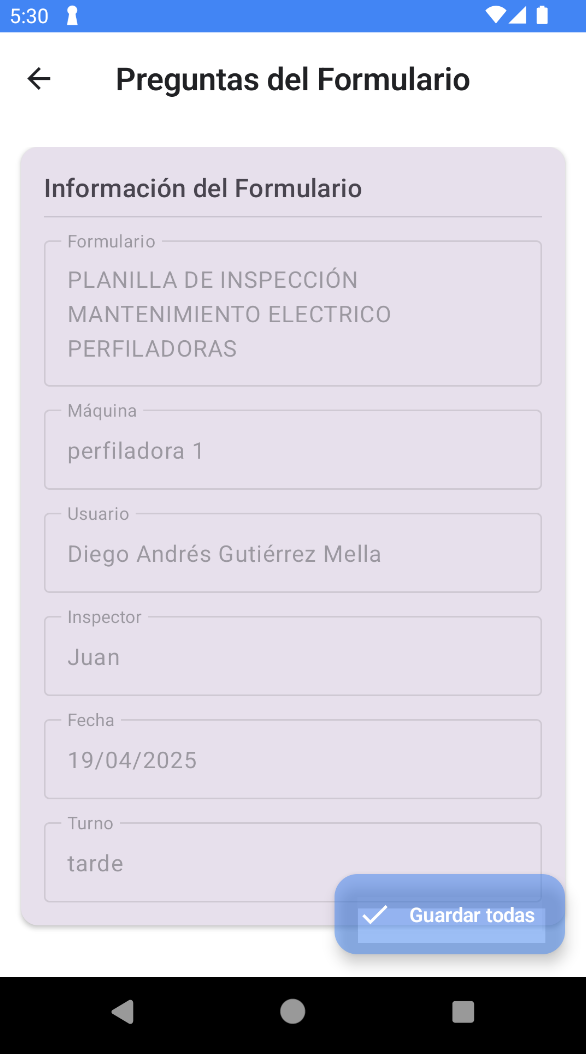 5:30
Preguntas del Formulario
Información del Formulario
Formulario
PLANILLA DE INSPECCIÓN
MANTENIMIENTO ELECTRICO
PERFILADORAS
Máquina
perfiladora 1
Usuario
Diego Andrés Gutiérrez Mella
Inspector
Juan
Fecha
19/04/2025
Turno
tarde
Guardar todas